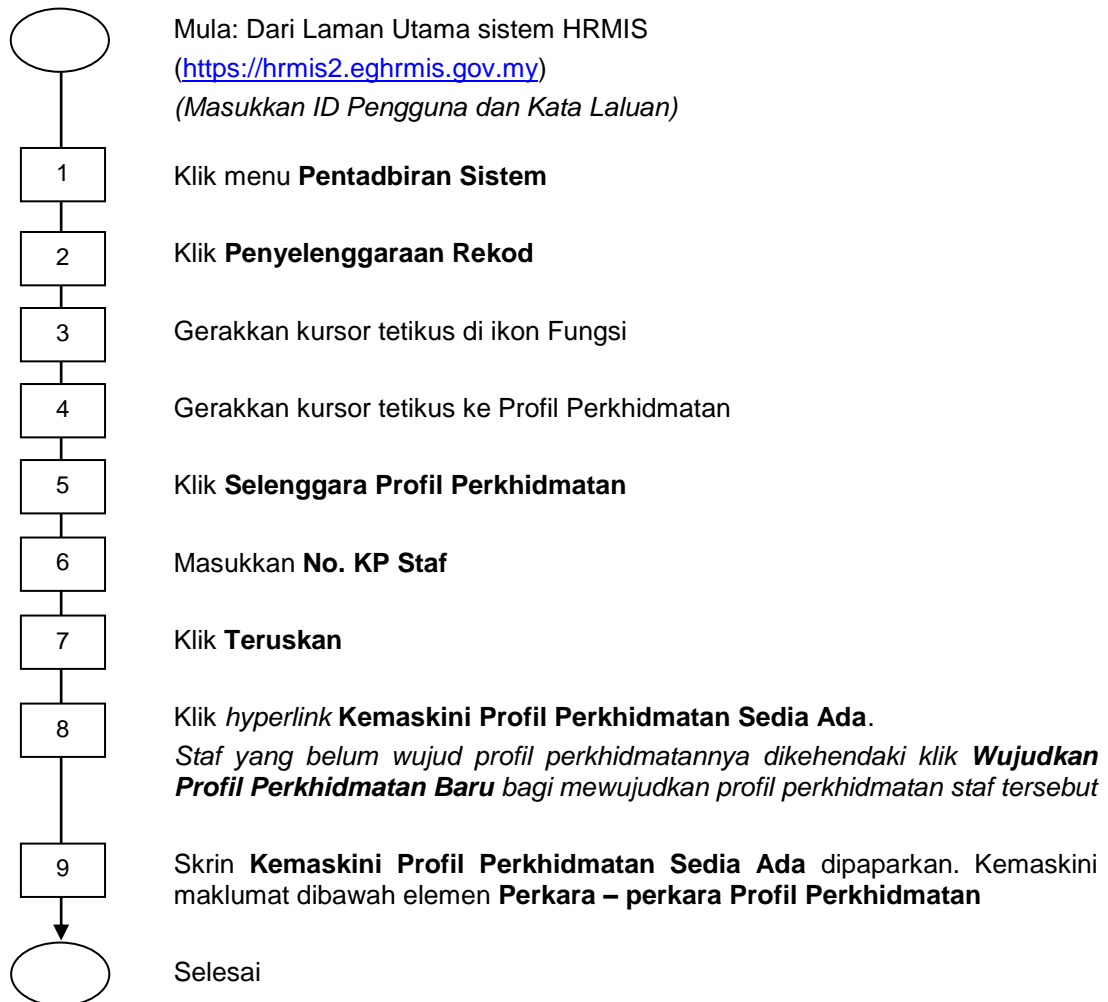 Mula: Dari Laman Utama sistem HRMIS
(https://hrmis2.eghrmis.gov.my)
(Masukkan ID Pengguna dan Kata Laluan)
1
Klik menu Pentadbiran Sistem
2
Klik Penyelenggaraan Rekod
3
Gerakkan kursor tetikus di ikon Fungsi
4
Gerakkan kursor tetikus ke Profil Perkhidmatan
5
Klik Selenggara Profil Perkhidmatan
6
Masukkan No. KP Staf
7
Klik Teruskan
8
Klik hyperlink Kemaskini Profil Perkhidmatan Sedia Ada.
Staf yang belum wujud profil perkhidmatannya dikehendaki klik Wujudkan
Profil Perkhidmatan Baru bagi mewujudkan profil perkhidmatan staf tersebut
9
Skrin Kemaskini Profil Perkhidmatan Sedia Ada dipaparkan. Kemaskini
maklumat dibawah elemen Perkara – perkara Profil Perkhidmatan
Selesai